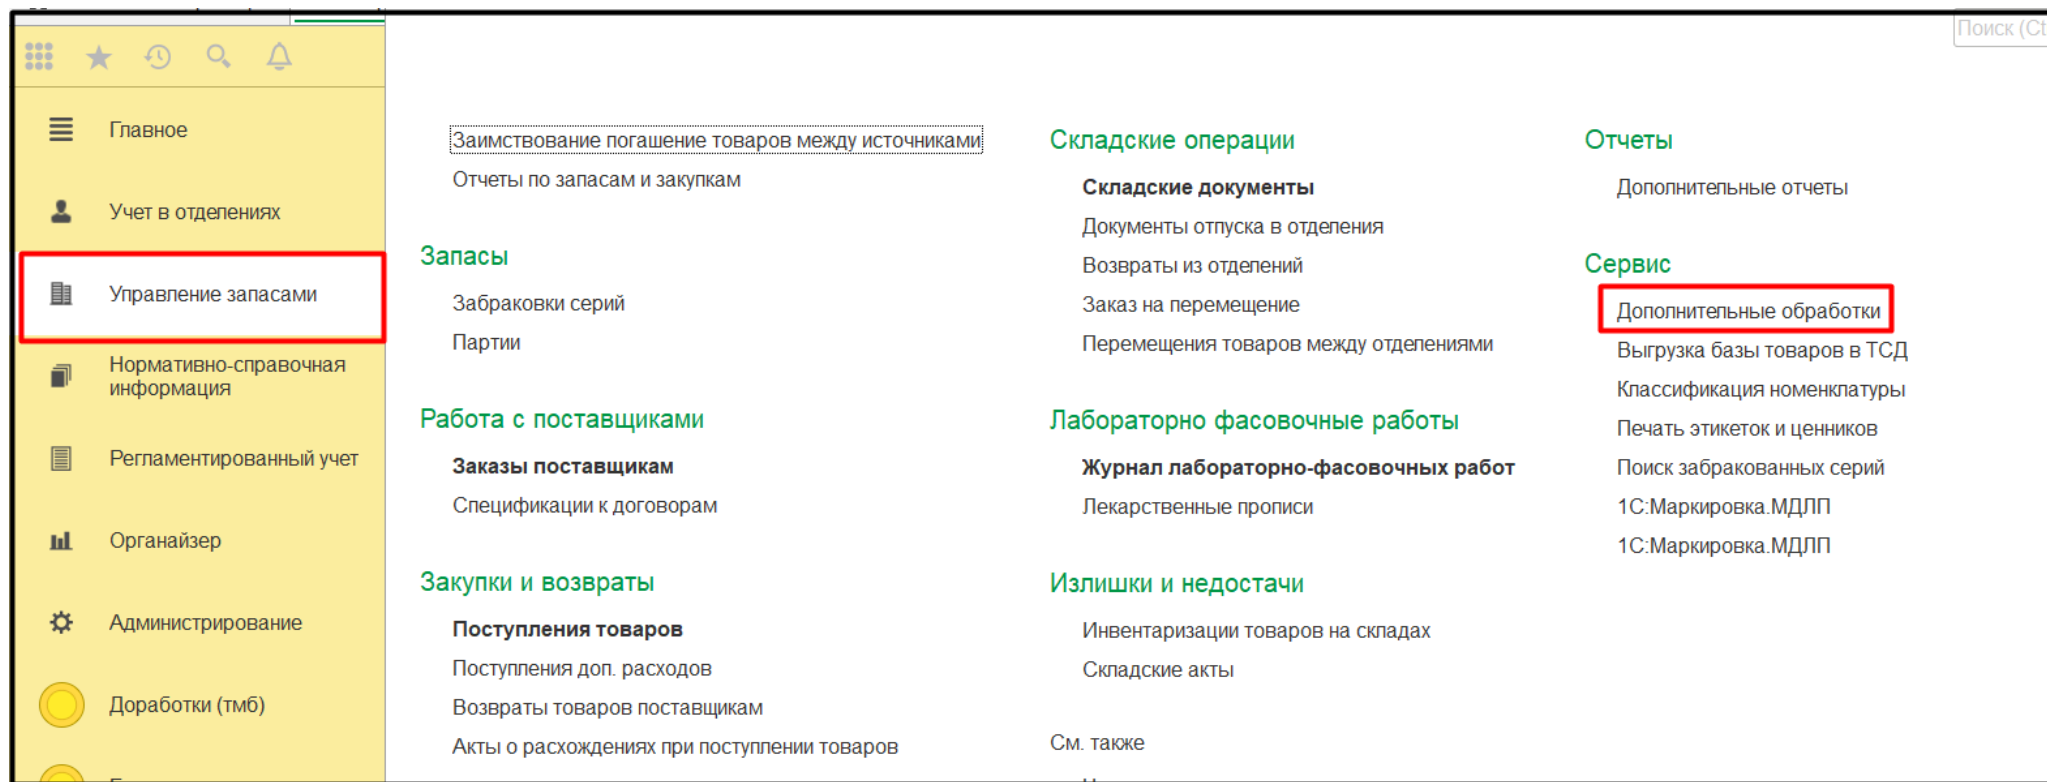 Поиск (Ct
Главное
Учет в отделениях
Управление запасами
Нормативно-справочная
информация
Регламентированный учет
Органайзер
Администрирование
Доработки (тмб)
Заимствование погашение товаров между источниками
Отчеты по запасам и закупкам
Запасы
Забраковки серий
Партии
Работа с поставщиками
Заказы поставщикам
Спецификации к договорам
Закупки и возвраты
Поступления товаров
Поступления доп. расходов
Возвраты товаров поставщикам
Акты о расхождениях при поступлении товаров
Складские операции
Складские документы
Документы отпуска в отделения
Возвраты из отделений
Заказ на перемещение
Перемещения товаров между отделениями
Лабораторно фасовочные работы
Журнал лабораторно-фасовочных работ
Лекарственные прописи
Излишки и недостачи
Инвентаризации товаров на складах
Складские акты
См. также
Отчеты
Дополнительные отчеты
Сервис
Дополнительные обработки
Выгрузка базы товаров в ТСД
Классификация номенклатуры
Печать этикеток и ценников
Поиск забракованных серий
1С:Маркировка.МДЛП
1С:Маркировка.МДЛП